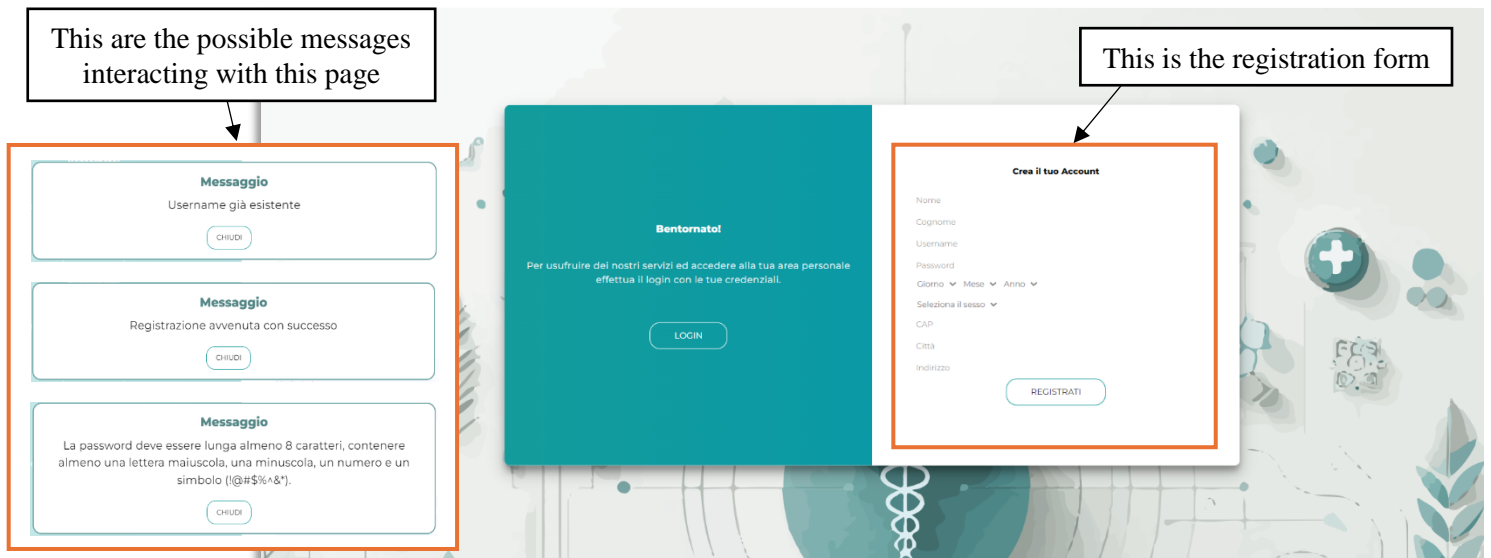 This are the possible messages
interacting with this page
This is the registration form
Messaggio
Username già esistente
CHIUDI
Messaggio
Registrazione avvenuta con successo
CHIUDI
Messaggio
La password deve essere lunga almeno 8 caratteri, contenere
almeno una lettera maiuscola, una minuscola, un numero e un
simbolo (!@#$%^&*).
CHIUDI
Bentornato!
Per usufruire dei nostri servizi ed accedere alla tua area personale
effettua il login con le tue credenziali.
LOGIN
Crea il tuo Account
Nome
Cognome
Username
Password
Giorno Mese Anno
Seleziona il sesso
CAP
Città
Indirizzo
REGISTRATI